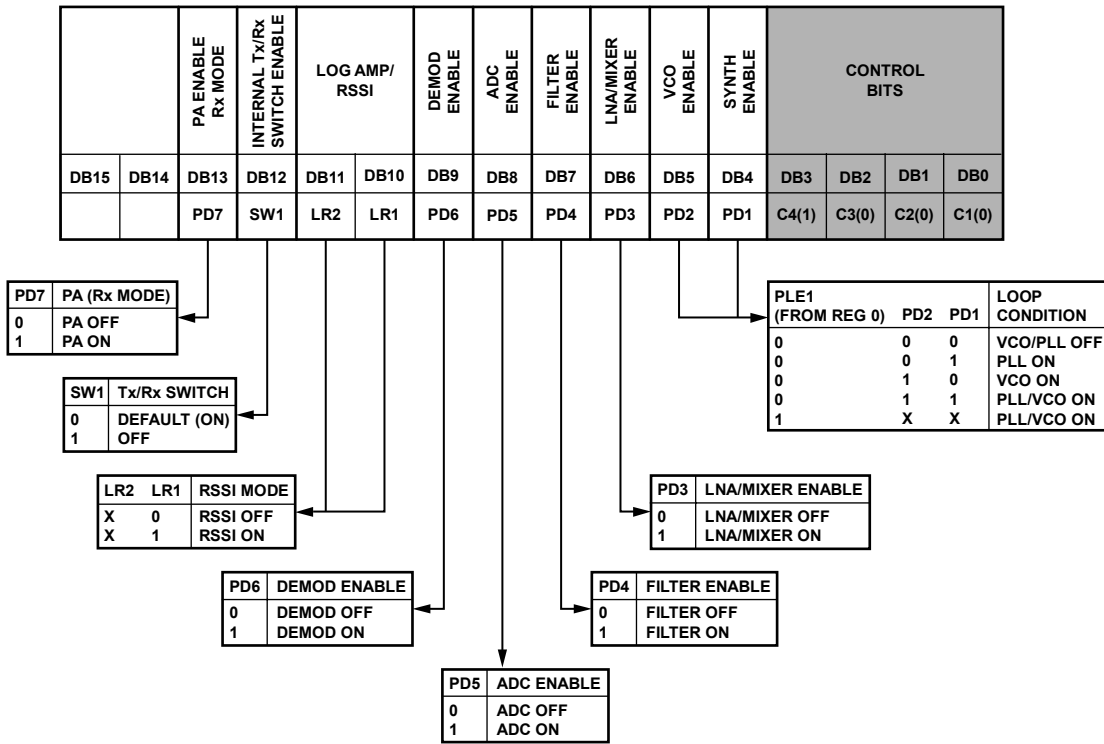 PA ENABLE
Rx MODE
INTERNAL Tx/Rx
SWITCH ENABLE
LOG AMP/
RSSI
DEMOD
ENABLE
ADC
ENABLE
FILTER
ENABLE
LNA/MIXER
ENABLE
VCO
ENABLE
SYNTH
ENABLE
CONTROL
BITS
DB15 DB14 DB13 DB12 DB11 DB10 DB9 DB8 DB7 DB6 DB5 DB4 DB3 DB2 DB1 DB0
PD7 SW1 LR2 LR1 PD6 PD5 PD4 PD3 PD2 PD1 C4(1) C3(0) C2(0) C1(0)
PD7 PA (Rx MODE)
0 PA OFF
1 PA ON
PLE1
(FROM REG 0) PD2 PD1 LOOP
CONDITION
0 0 0 VCO/PLL OFF
0 0 1 PLL ON
0 1 0 VCO ON
0 1 1 PLL/VCO ON
1 X X PLL/VCO ON
SW1 Tx/Rx SWITCH
0 DEFAULT (ON)
1 OFF
LR2 LR1 RSSI MODE
X 0 RSSI OFF
X 1 RSSI ON
PD3 LNA/MIXER ENABLE
0 LNA/MIXER OFF
1 LNA/MIXER ON
PD6 DEMOD ENABLE
0 DEMOD OFF
1 DEMOD ON
PD4 FILTER ENABLE
0 FILTER OFF
1 FILTER ON
PD5 ADC ENABLE
0 ADC OFF
1 ADC ON